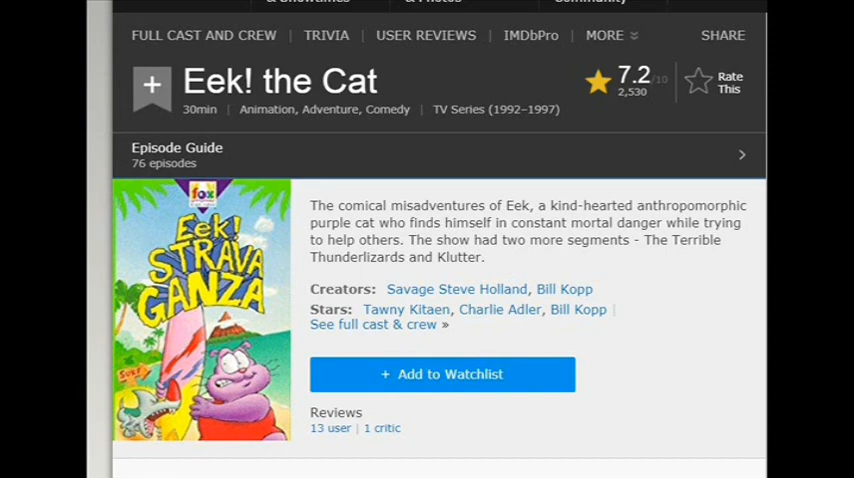 FULL CAST AND CREW | TRIVIA | USER REVIEWS | IMDbPro | MORE SHARE
+ Eek! the Cat 7.2/10 Rate
2,530 This
30min | Animation, Adventure, Comedy | TV Series (1992–1997)
Episode Guide
76 episodes
fox
Eek!
STRAVA
GANZA
SURF
The comical misadventures of Eek, a kind-hearted anthropomorphic
purple cat who finds himself in constant mortal danger while trying
to help others. The show had two more segments - The Terrible
Thunderlizards and Klutter.
Creators: Savage Steve Holland, Bill Kopp
Stars: Tawny Kitaen, Charlie Adler, Bill Kopp |
See full cast & crew »
+ Add to Watchlist
Reviews
13 user | 1 critic